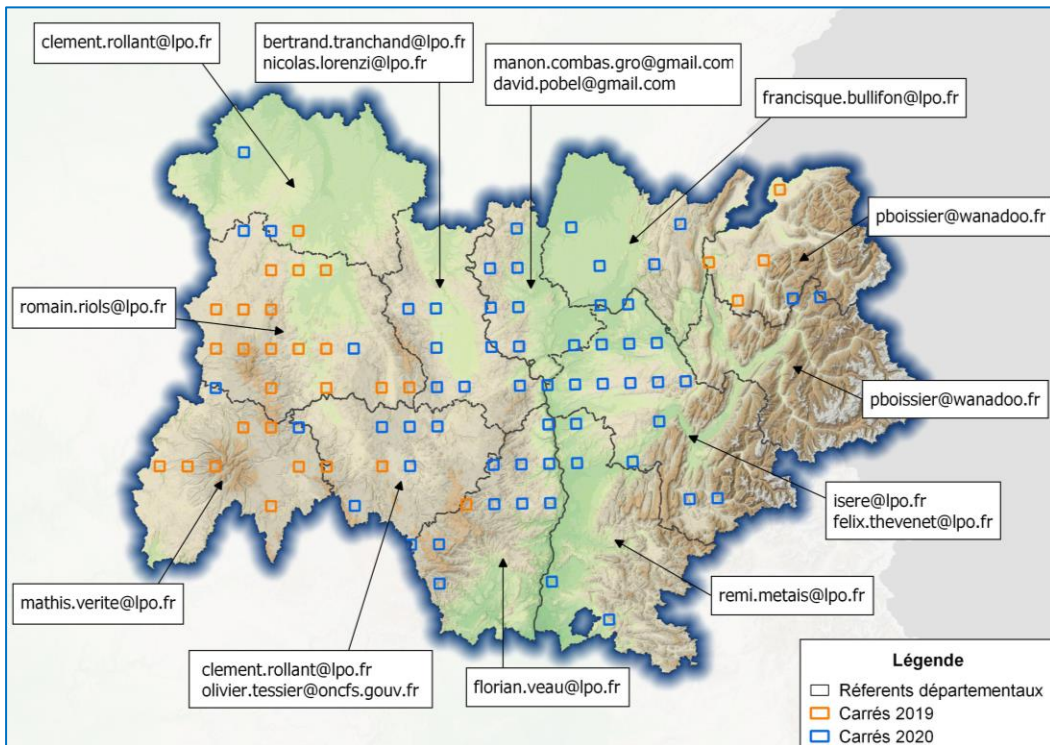 clement.rollant@lpo.fr
bertrand.tranchand@lpo.fr
nicolas.lorenzi@lpo.fr
manon.combas.gro@gmail.com
david.pobel@gmail.com
francisque.bullifon@lpo.fr
pboissier@wanadoo.fr
romain.riols@lpo.fr
pboissier@wanadoo.fr
isere@lpo.fr
felix.thevenet@lpo.fr
mathis.verite@lpo.fr
remi.metais@lpo.fr
clement.rollant@lpo.fr
olivier.tessier@oncfs.gouv.fr
florian.veau@lpo.fr
Légende
Réferents départementaux
Carrés 2019
Carrés 2020